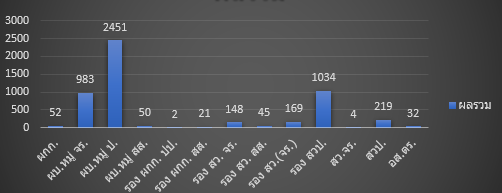 3000
2500
2000
1500
1000
500
0
52
983
2451
50
2
21
148
45
169
1034
4
219
32
ผกก.
ผบ.หมู่ จร.
ผบ.หมู่ ป.
ผบ.หมู่ สส.
รอง ผกก. ปป.
รอง ผกก. สส.
รอง สว. จร.
รอง สว. สส.
รอง สว.(จร.)
รอง สวป.
สว.จร.
สวป.
อส.ตร.
ผลรวม